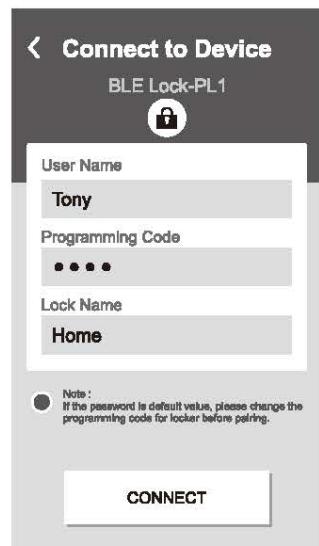 Connect to Device
BLE Lock-PL1
User Name
Tony
Programming Code
••••
Lock Name
Home
Note :
If the password is default value, please change the
programming code for locker before pairing.
CONNECT